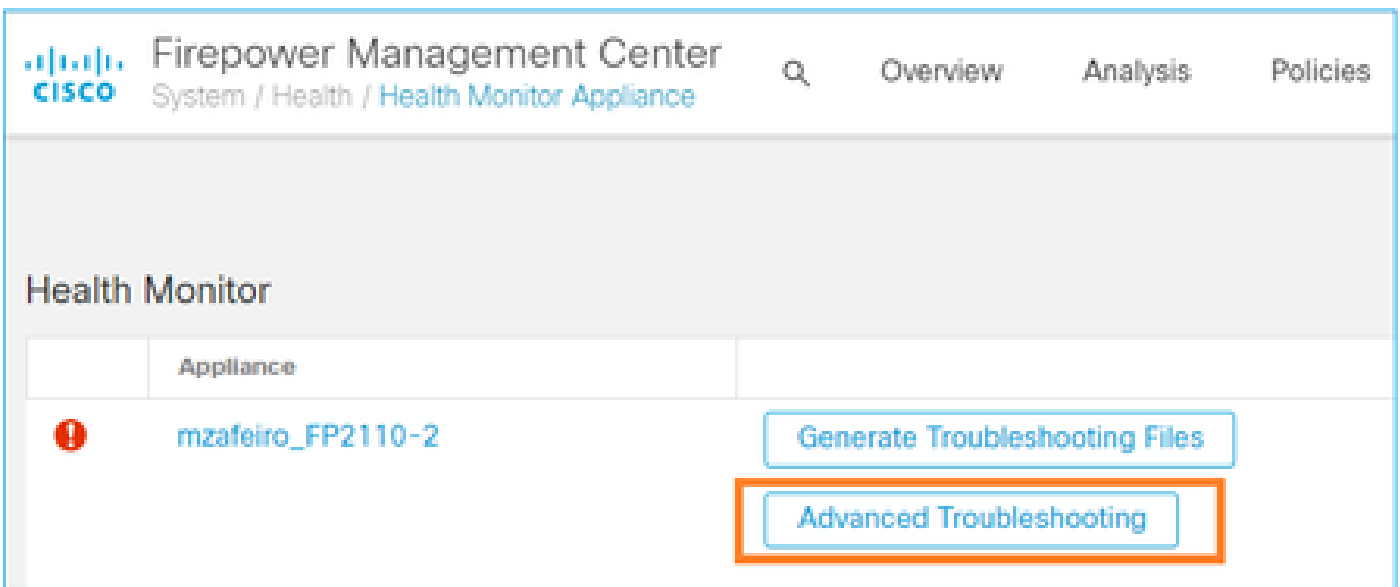 CISCO
Firepower Management Center
System / Health / Health Monitor Appliance
Overview Analysis Policies
Health Monitor
Appliance
mzafeiro_FP2110-2
Generate Troubleshooting Files
Advanced Troubleshooting